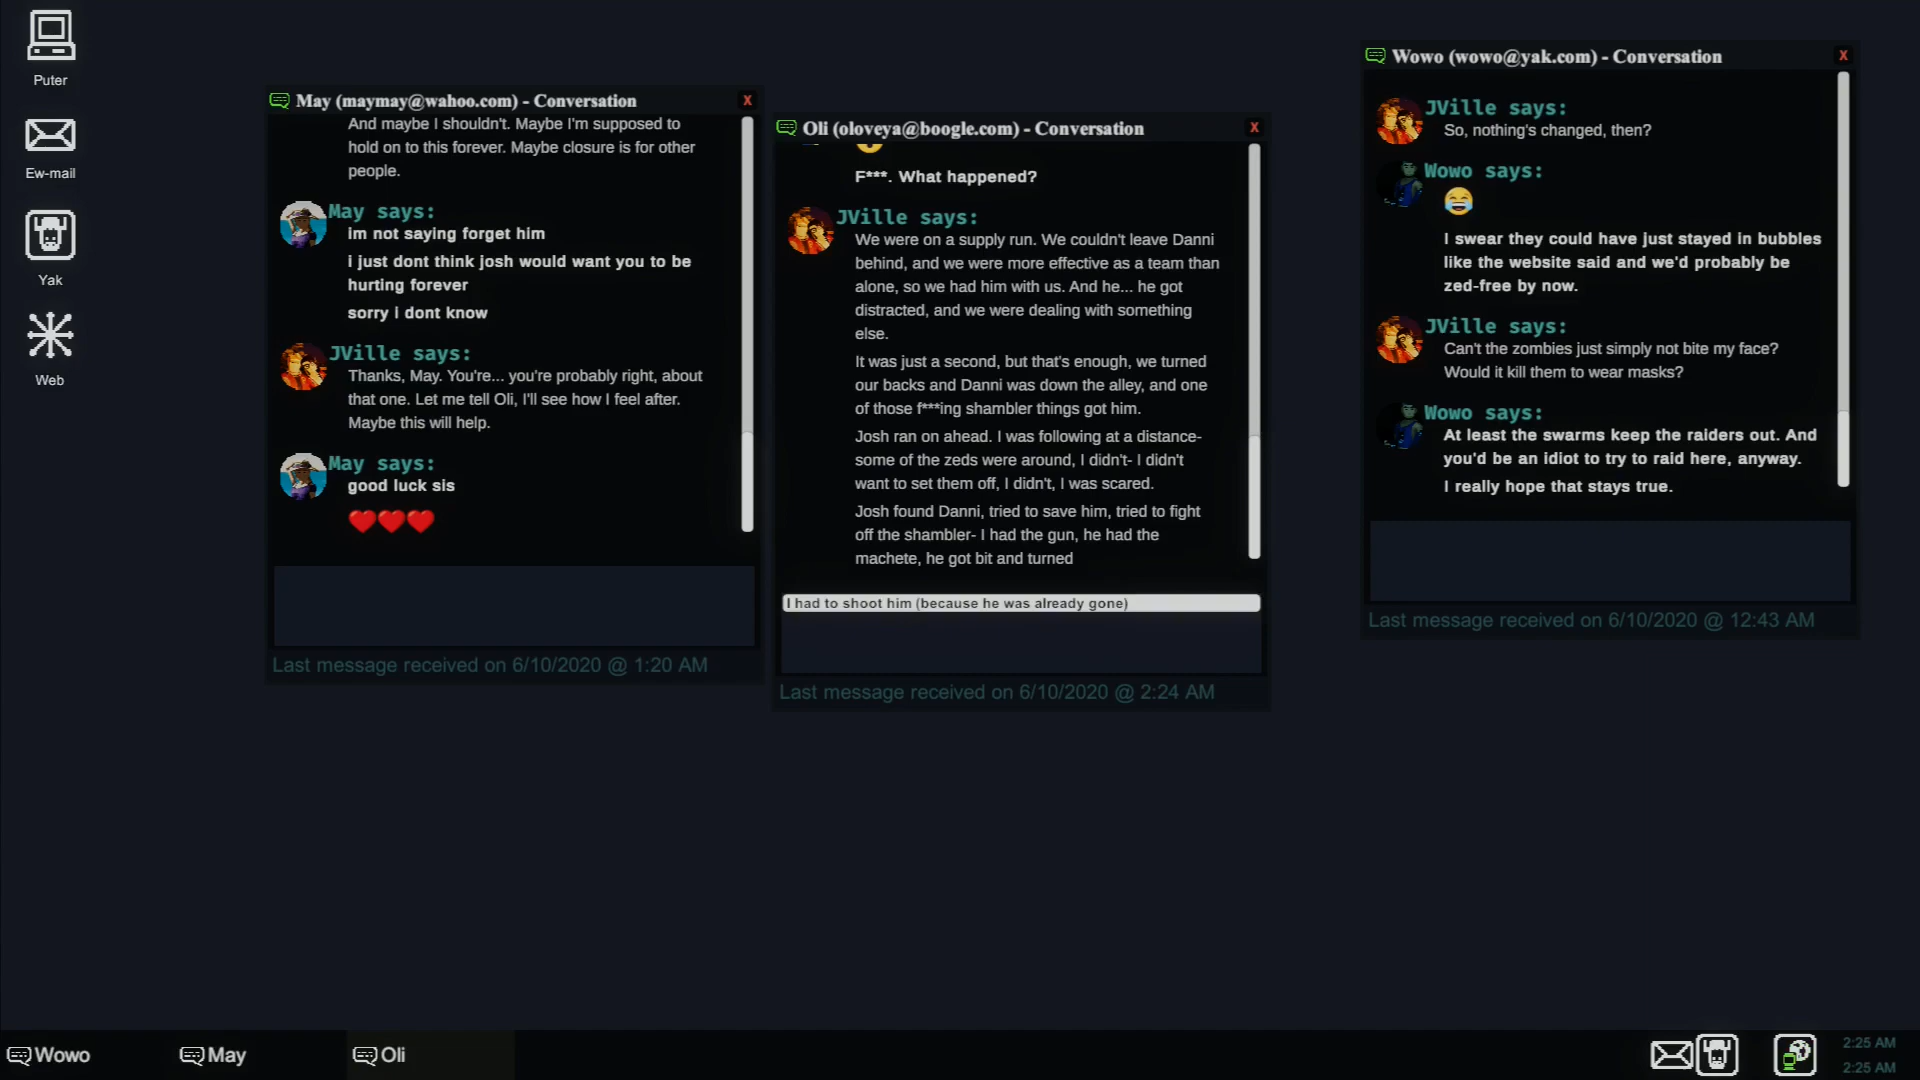 Puter
Ew-mail
Yak
Web
May (maymay@wahoo.com) - Conversation
X
And maybe I shouldn't. Maybe I'm supposed to
hold on to this forever. Maybe closure is for other
people.
May says:
im not saying forget him
i just dont think josh would want you to be
hurting forever
sorry i dont know
JVille says:
Thanks, May. You're... you're probably right, about
that one. Let me tell Oli, I'll see how I feel after.
Maybe this will help.
May says:
good luck sis
❤️❤️❤️
Last message received on 6/10/2020 @ 1:20 AM
Oli (oloveya@boogle.com) - Conversation
X
F***. What happened?
JVille says:
We were on a supply run. We couldn't leave Danni
behind, and we were more effective as a team than
alone, so we had him with us. And he... he got
distracted, and we were dealing with something
else.
It was just a second, but that's enough, we turned
our backs and Danni was down the alley, and one
of those f***ing shambler things got him.
Josh ran on ahead. I was following at a distance-
some of the zeds were around, I didn't- I didn't
want to set them off, I didn't, I was scared.
Josh found Danni, tried to save him, tried to fight
off the shambler- I had the gun, he had the
machete, he got bit and turned
I had to shoot him (because he was already gone)
Last message received on 6/10/2020 @ 2:24 AM
Wowo (wowo@yak.com) - Conversation
X
JVille says:
So, nothing's changed, then?
Wowo says:
😂
I swear they could have just stayed in bubbles
like the website said and we'd probably be
zed-free by now.
JVille says:
Can't the zombies just simply not bite my face?
Would it kill them to wear masks?
Wowo says:
At least the swarms keep the raiders out. And
you'd be an idiot to try to raid here, anyway.
I really hope that stays true.
Last message received on 6/10/2020 @ 12:43 AM
Wowo
May
Oli
2:25 AM
2:25 AM